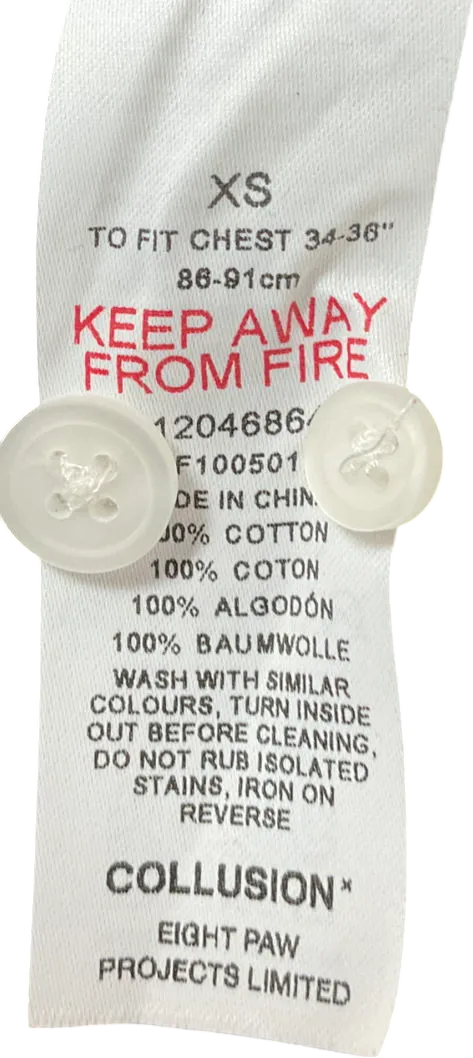 XS
TO FIT CHEST 34-36"
86-91cm
KEEP AWAY
FROM FIRE
IN
COTTON
100% COTON
100% ALGODÓN
100% BAUMWOLLE
WASH WITH SIMILAR
COLOURS, TURN INSIDE
OUT BEFORE CLEANING,
DO NOT RUB ISOLATED
STAINS, IRON ON
REVERSE
COLLUSION×
EIGHT PAW
PROJECTS LIMITED